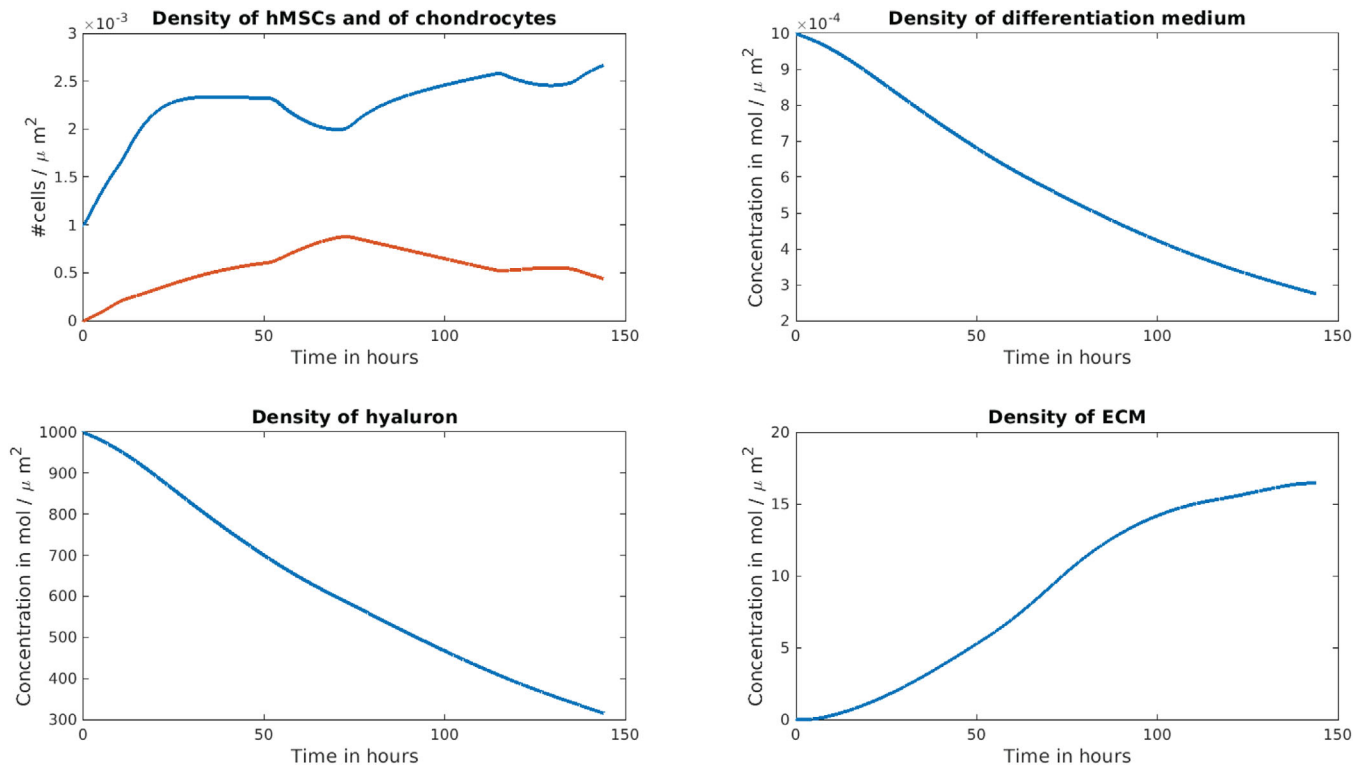 Density of hMSCs and of chondrocytes
×10⁻³
3
2.5
2
1.5
1
0.5
0
#cells / μ m²
0 50 100 150
Time in hours
Density of differentiation medium
×10⁻⁴
10
9
8
7
6
5
4
3
2
Concentration in mol / μ m²
0 50 100 150
Time in hours
Density of hyaluron
1000
900
800
700
600
500
400
300
Concentration in mol / μ m²
0 50 100 150
Time in hours
Density of ECM
20
15
10
5
0
Concentration in mol / μ m²
0 50 100 150
Time in hours